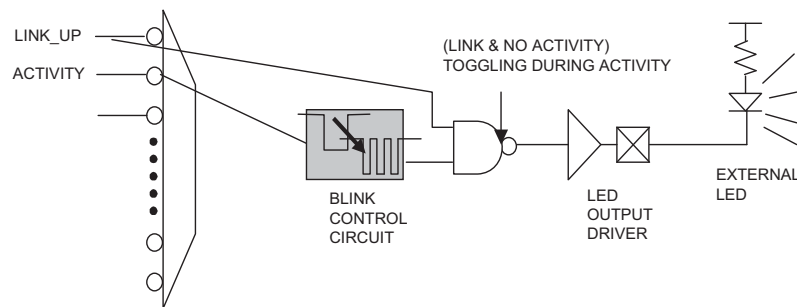 LINK_UP
ACTIVITY
(LINK & NO ACTIVITY)
TOGGLING DURING ACTIVITY
BLINK
CONTROL
CIRCUIT
LED
OUTPUT
DRIVER
EXTERNAL
LED